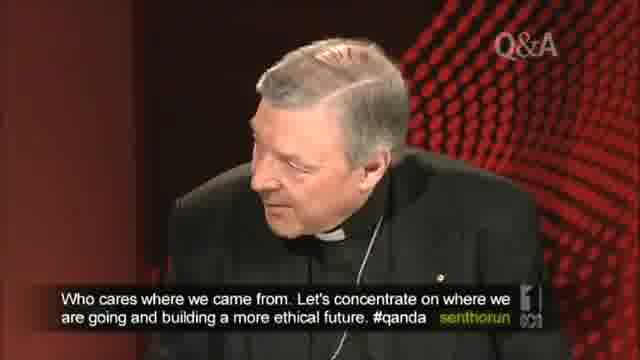 Q&A
Who cares where we came from. Let's concentrate on where we
are going and building a more ethical future. #qanda senthorun